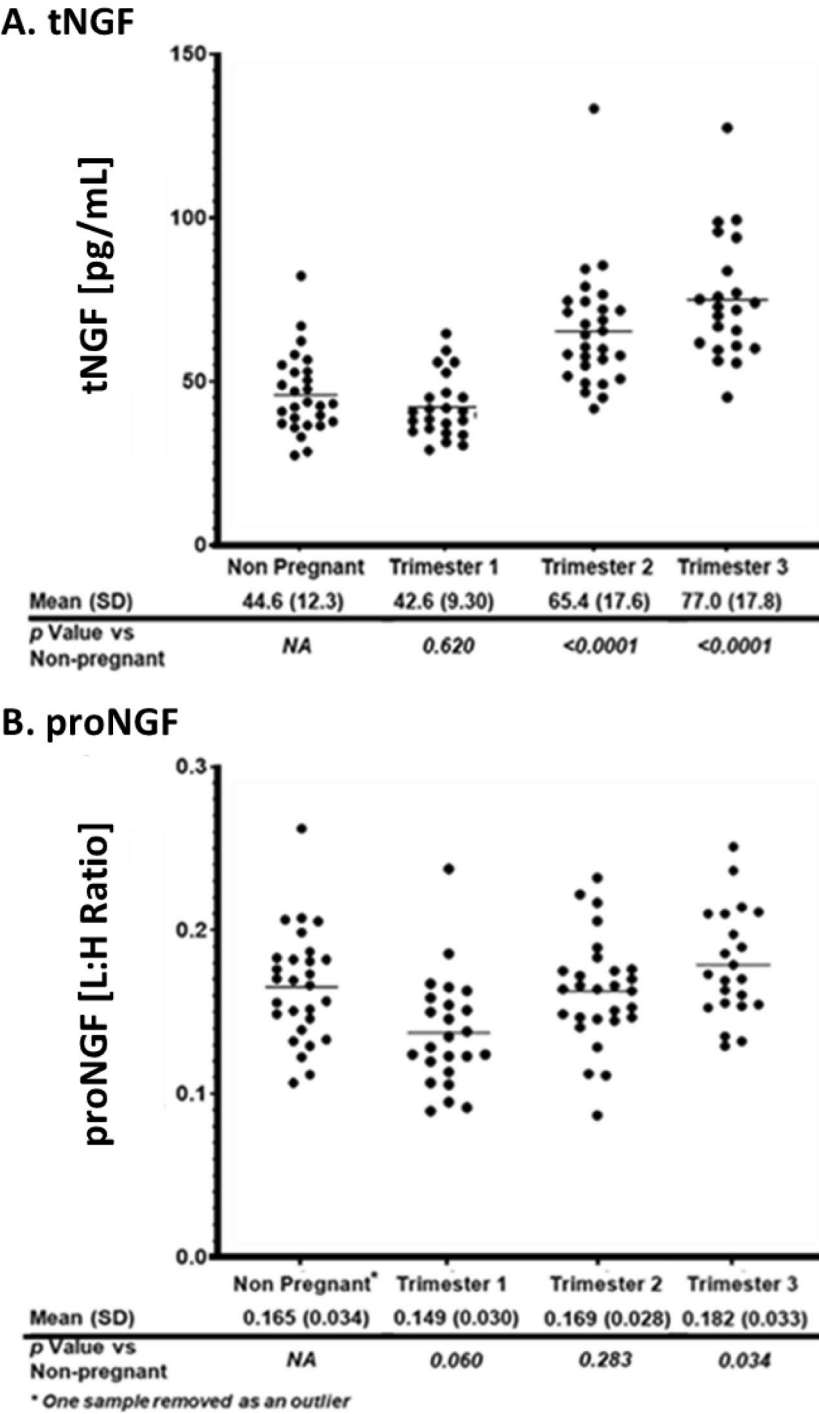 A. tNGF
tNGF [pg/mL]
150
100
50
0
Non Pregnant Trimester 1 Trimester 2 Trimester 3
Mean (SD) 44.6 (12.3) 42.6 (9.30) 65.4 (17.6) 77.0 (17.8)
p Value vs
Non-pregnant NA 0.620 <0.0001 <0.0001
B. proNGF
proNGF [L:H Ratio]
0.3
0.2
0.1
0.0
Non Pregnant* Trimester 1 Trimester 2 Trimester 3
Mean (SD) 0.165 (0.034) 0.149 (0.030) 0.169 (0.028) 0.182 (0.033)
p Value vs
Non-pregnant NA 0.060 0.283 0.034
* One sample removed as an outlier